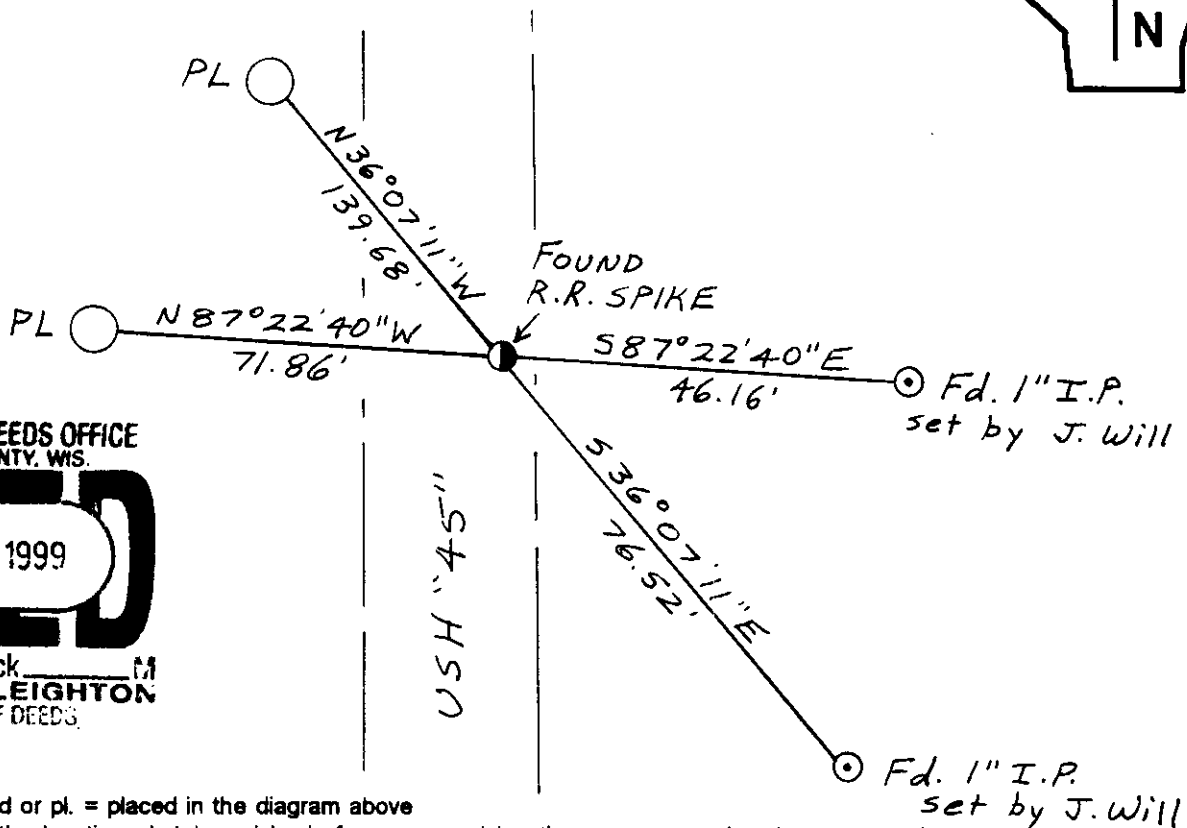 N
PL
N36°07'11"W
139.68'
FOUND
R.R. SPIKE
PL
N87°22'40"W
71.86'
S87°22'40"E
46.16'
Fd. 1" I.P.
set by J. Will
EEDS OFFICE
NTY. WIS.
1999
ck M
LEIGHTON
F DEEDS
USH "45"
S36°07'11"E
76.52'
Fd. 1" I.P.
set by J. Will
d or pl. = placed in the diagram above